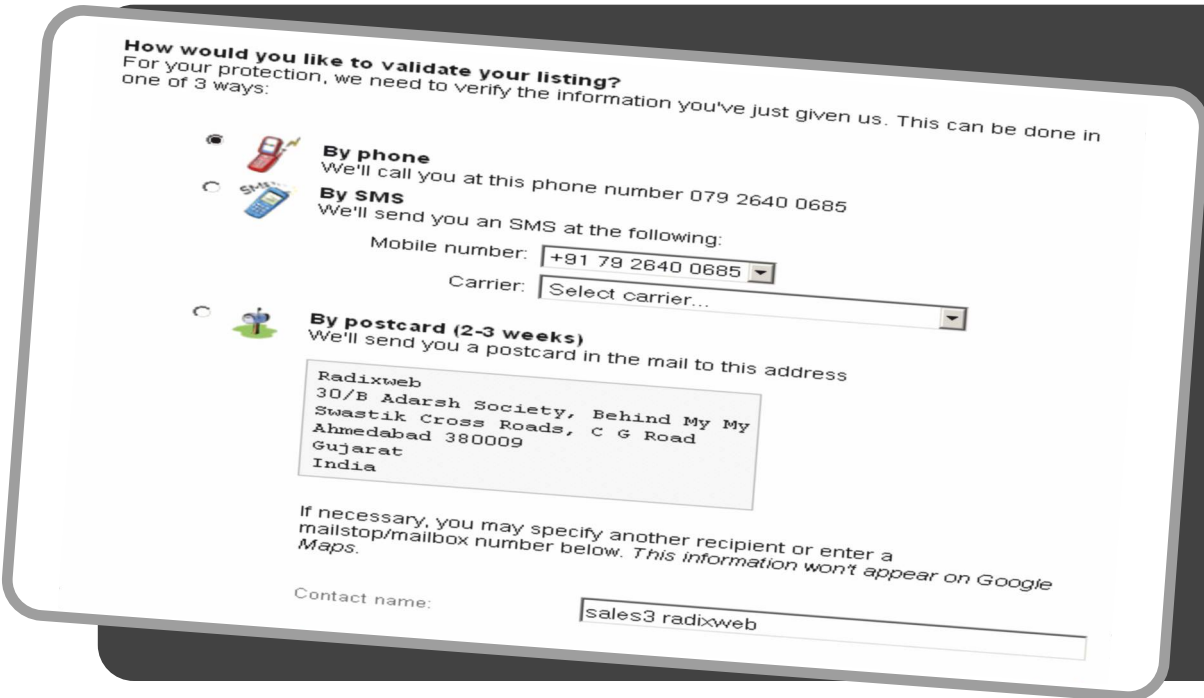 How would you like to validate your listing?
For your protection, we need to verify the information you've just given us. This can be done in
one of 3 ways:
By phone
We'll call you at this phone number 079 2640 0685
SMS
By SMS
We'll send you an SMS at the following:
Mobile number: +91 79 2640 0685
Carrier: Select carrier...
By postcard (2-3 weeks)
We'll send you a postcard in the mail to this address
Radixweb
30/B Adarsh Society, Behind My My
Swastik Cross Roads, C G Road
Ahmedabad 380009
Gujarat
India
If necessary, you may specify another recipient or enter a
mailstop/mailbox number below. This information won't appear on Google
Maps.
Contact name: sales3 radixweb